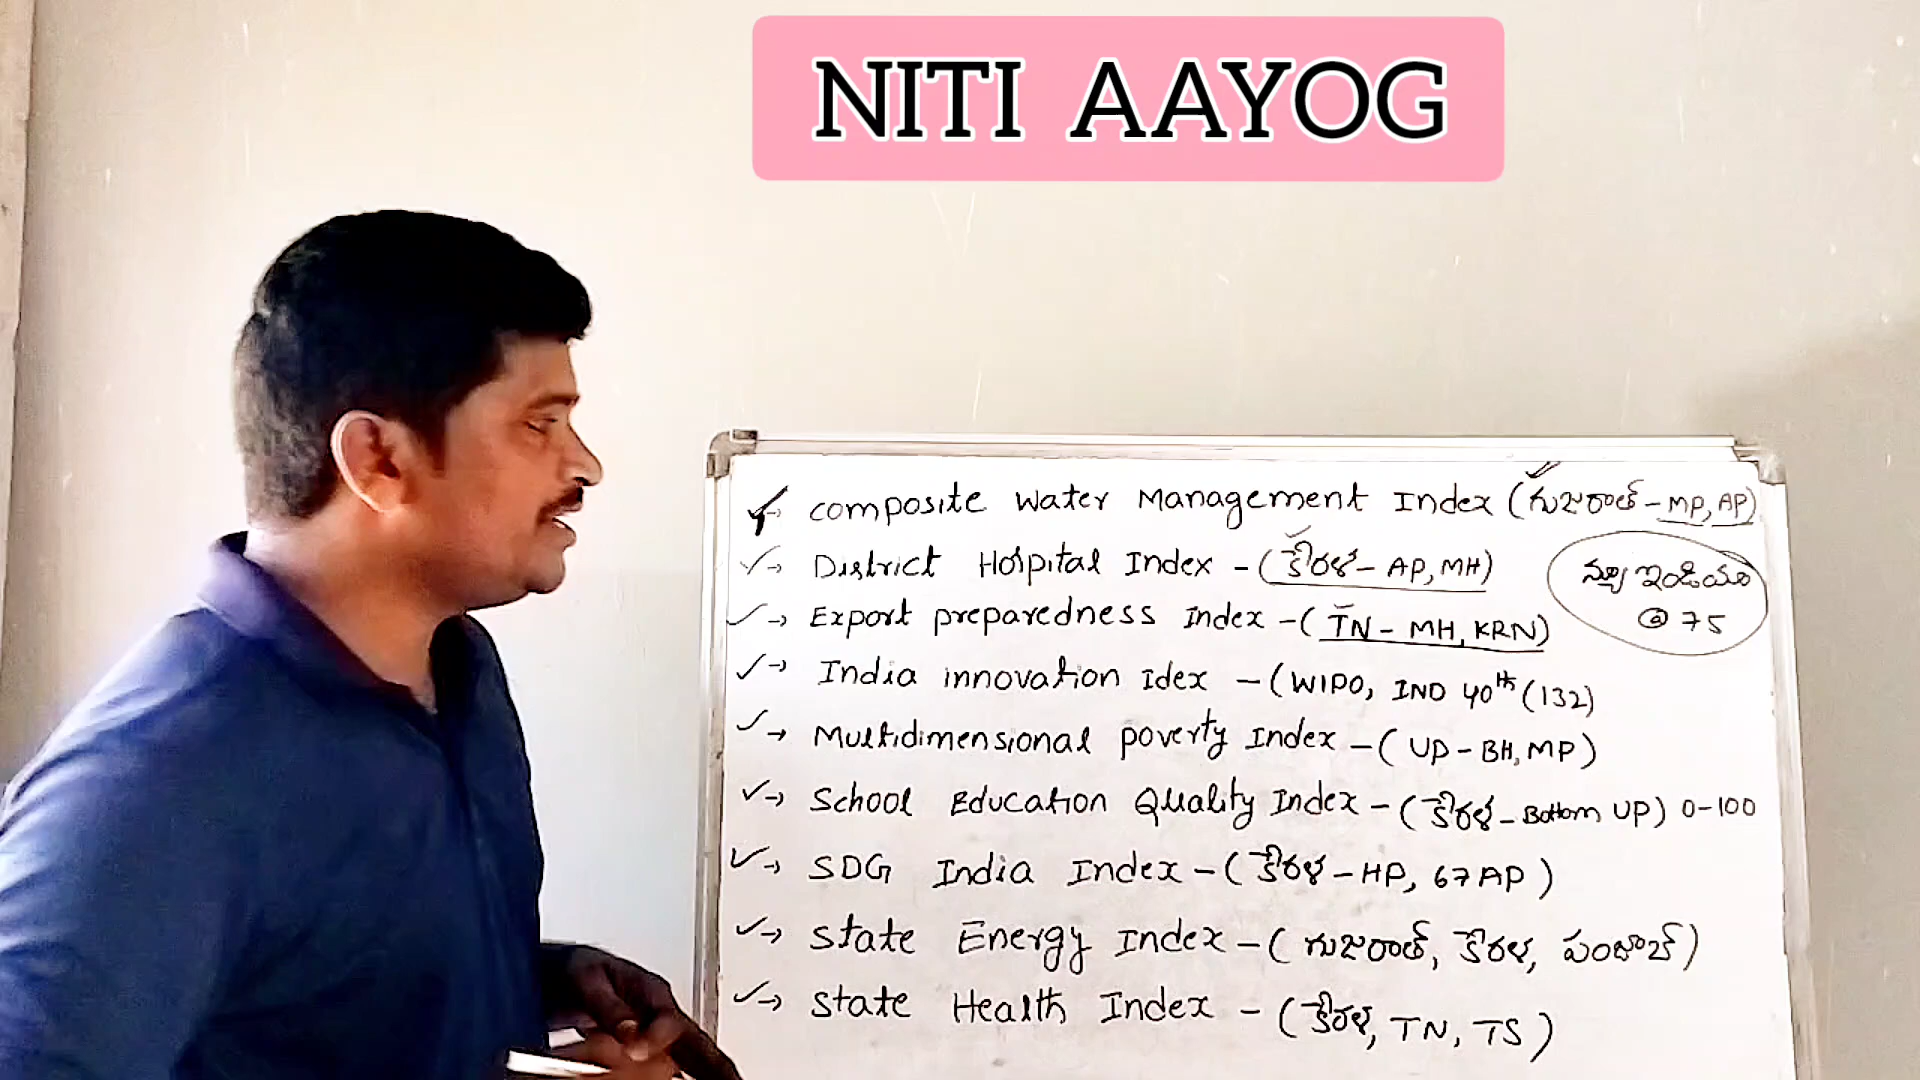 NITI AAYOG
→ Composite Water Management Index (గుజరాత్ - MP, AP)
→ District Hospital Index - (కేరళ - AP, MH)
న్యూ ఇండియా
@ 75
→ Export preparedness Index - (TN - MH, KRN)
→ India innovation Idex - (WIPO, IND 40th (132)
→ Multidimensional poverty Index - (UP - BH, MP)
→ School Education Quality Index - (కేరళ - Bottom UP) 0-100
→ SDG India Index - (కేరళ - HP, 67 AP)
→ State Energy Index - (గుజరాత్, కేరళ, పంజాబ్)
→ State Health Index - (కేరళ, TN, TS)